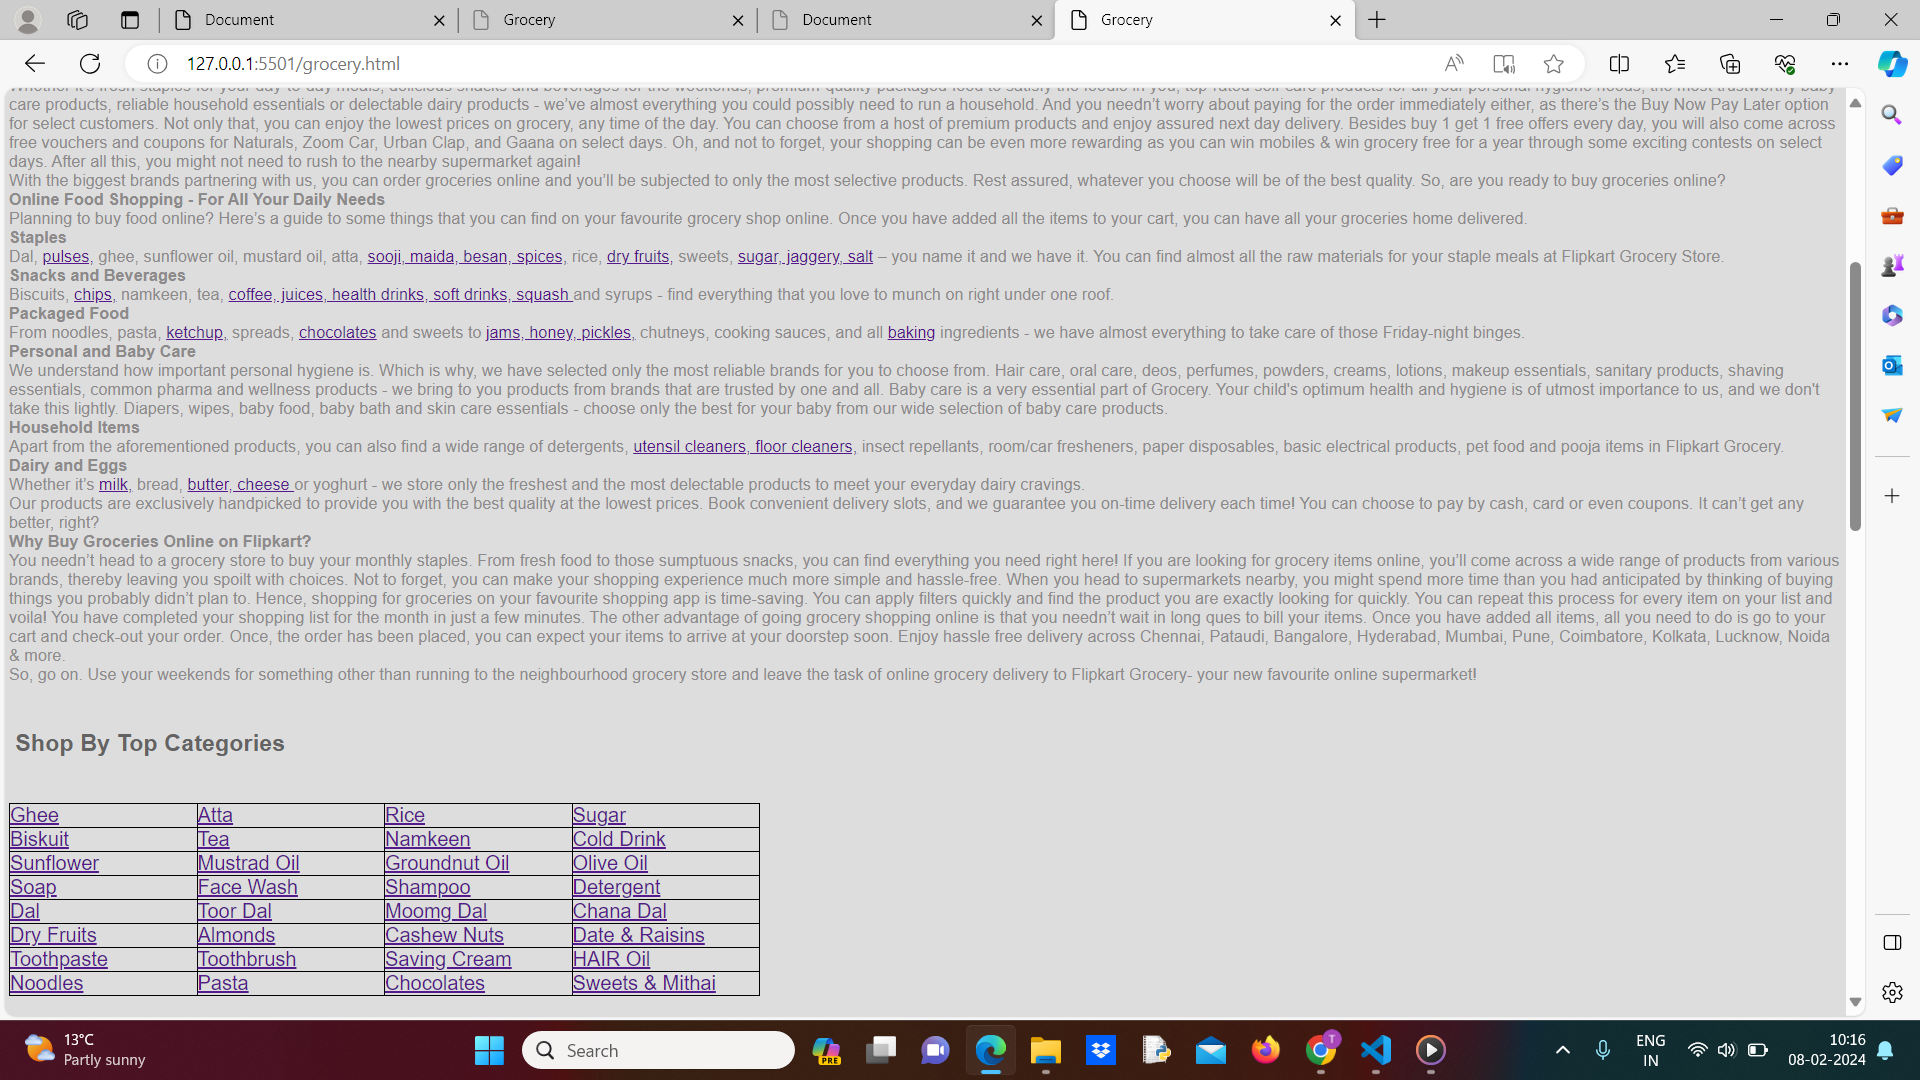 Document
Grocery
Document
Grocery
127.0.0.1:5501/grocery.html
Whether it's fresh staples for your day-to-day meals, delicious snacks and beverages for the weekends, premium quality packaged food to satisfy the foodie in you, top-rated self-care products for all your personal hygiene needs, the most trustworthy baby
care products, reliable household essentials or delectable dairy products - we've almost everything you could possibly need to run a household. And you needn't worry about paying for the order immediately either, as there's the Buy Now Pay Later option
for select customers. Not only that, you can enjoy the lowest prices on grocery, any time of the day. You can choose from a host of premium products and enjoy assured next day delivery. Besides buy 1 get 1 free offers every day, you will also come across
free vouchers and coupons for Naturals, Zoom Car, Urban Clap, and Gaana on select days. Oh, and not to forget, your shopping can be even more rewarding as you can win mobiles & win grocery free for a year through some exciting contests on select
days. After all this, you might not need to rush to the nearby supermarket again!
With the biggest brands partnering with us, you can order groceries online and you'll be subjected to only the most selective products. Rest assured, whatever you choose will be of the best quality. So, are you ready to buy groceries online?
Online Food Shopping - For All Your Daily Needs
Planning to buy food online? Here's a guide to some things that you can find on your favourite grocery shop online. Once you have added all the items to your cart, you can have all your groceries home delivered.
Staples
Dal, pulses, ghee, sunflower oil, mustard oil, atta, sooji, maida, besan, spices, rice, dry fruits, sweets, sugar, jaggery, salt – you name it and we have it. You can find almost all the raw materials for your staple meals at Flipkart Grocery Store.
Snacks and Beverages
Biscuits, chips, namkeen, tea, coffee, juices, health drinks, soft drinks, squash and syrups - find everything that you love to munch on right under one roof.
Packaged Food
From noodles, pasta, ketchup, spreads, chocolates and sweets to jams, honey, pickles, chutneys, cooking sauces, and all baking ingredients - we have almost everything to take care of those Friday-night binges.
Personal and Baby Care
We understand how important personal hygiene is. Which is why, we have selected only the most reliable brands for you to choose from. Hair care, oral care, deos, perfumes, powders, creams, lotions, makeup essentials, sanitary products, shaving
essentials, common pharma and wellness products - we bring to you products from brands that are trusted by one and all. Baby care is a very essential part of Grocery. Your child's optimum health and hygiene is of utmost importance to us, and we don't
take this lightly. Diapers, wipes, baby food, baby bath and skin care essentials - choose only the best for your baby from our wide selection of baby care products.
Household Items
Apart from the aforementioned products, you can also find a wide range of detergents, utensil cleaners, floor cleaners, insect repellants, room/car fresheners, paper disposables, basic electrical products, pet food and pooja items in Flipkart Grocery.
Dairy and Eggs
Whether it's milk, bread, butter, cheese or yoghurt - we store only the freshest and the most delectable products to meet your everyday dairy cravings.
Our products are exclusively handpicked to provide you with the best quality at the lowest prices. Book convenient delivery slots, and we guarantee you on-time delivery each time! You can choose to pay by cash, card or even coupons. It can't get any
better, right?
Why Buy Groceries Online on Flipkart?
You needn't head to a grocery store to buy your monthly staples. From fresh food to those sumptuous snacks, you can find everything you need right here! If you are looking for grocery items online, you'll come across a wide range of products from various
brands, thereby leaving you spoilt with choices. Not to forget, you can make your shopping experience much more simple and hassle-free. When you head to supermarkets nearby, you might spend more time than you had anticipated by thinking of buying
things you probably didn't plan to. Hence, shopping for groceries on your favourite shopping app is time-saving. You can apply filters quickly and find the product you are exactly looking for quickly. You can repeat this process for every item on your list and
voila! You have completed your shopping list for the month in just a few minutes. The other advantage of going grocery shopping online is that you needn't wait in long ques to bill your items. Once you have added all items, all you need to do is go to your
cart and check-out your order. Once, the order has been placed, you can expect your items to arrive at your doorstep soon. Enjoy hassle free delivery across Chennai, Pataudi, Bangalore, Hyderabad, Mumbai, Pune, Coimbatore, Kolkata, Lucknow, Noida
& more.
So, go on. Use your weekends for something other than running to the neighbourhood grocery store and leave the task of online grocery delivery to Flipkart Grocery- your new favourite online supermarket!
Shop By Top Categories
Ghee Atta Rice Sugar
Biskuit Tea Namkeen Cold Drink
Sunflower Mustrad Oil Groundnut Oil Olive Oil
Soap Face Wash Shampoo Detergent
Dal Toor Dal Moomg Dal Chana Dal
Dry Fruits Almonds Cashew Nuts Date & Raisins
Toothpaste Toothbrush Saving Cream HAIR Oil
Noodles Pasta Chocolates Sweets & Mithai
13°C
Partly sunny
Search
PRE
T
ENG
IN
10:16
08-02-2024